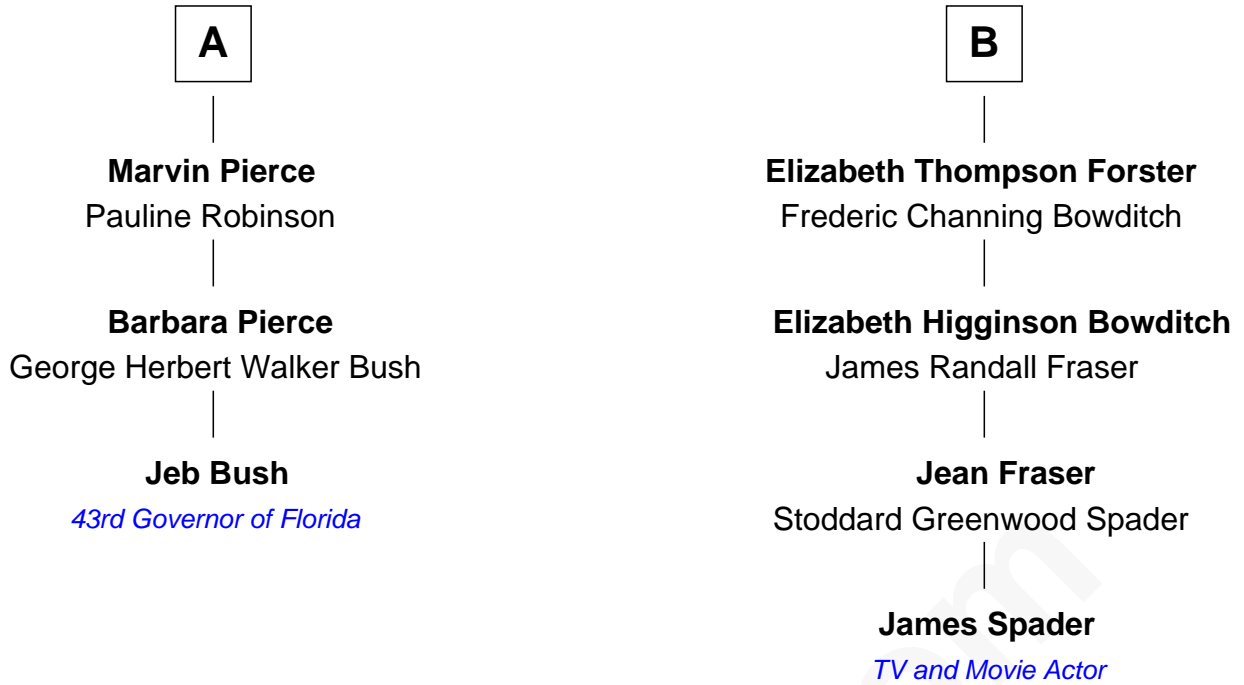 A
Marvin Pierce
Pauline Robinson
Barbara Pierce
George Herbert Walker Bush
Jeb Bush
43rd Governor of Florida
B
Elizabeth Thompson Forster
Frederic Channing Bowditch
Elizabeth Higginson Bowditch
James Randall Fraser
Jean Fraser
Stoddard Greenwood Spader
James Spader
TV and Movie Actor